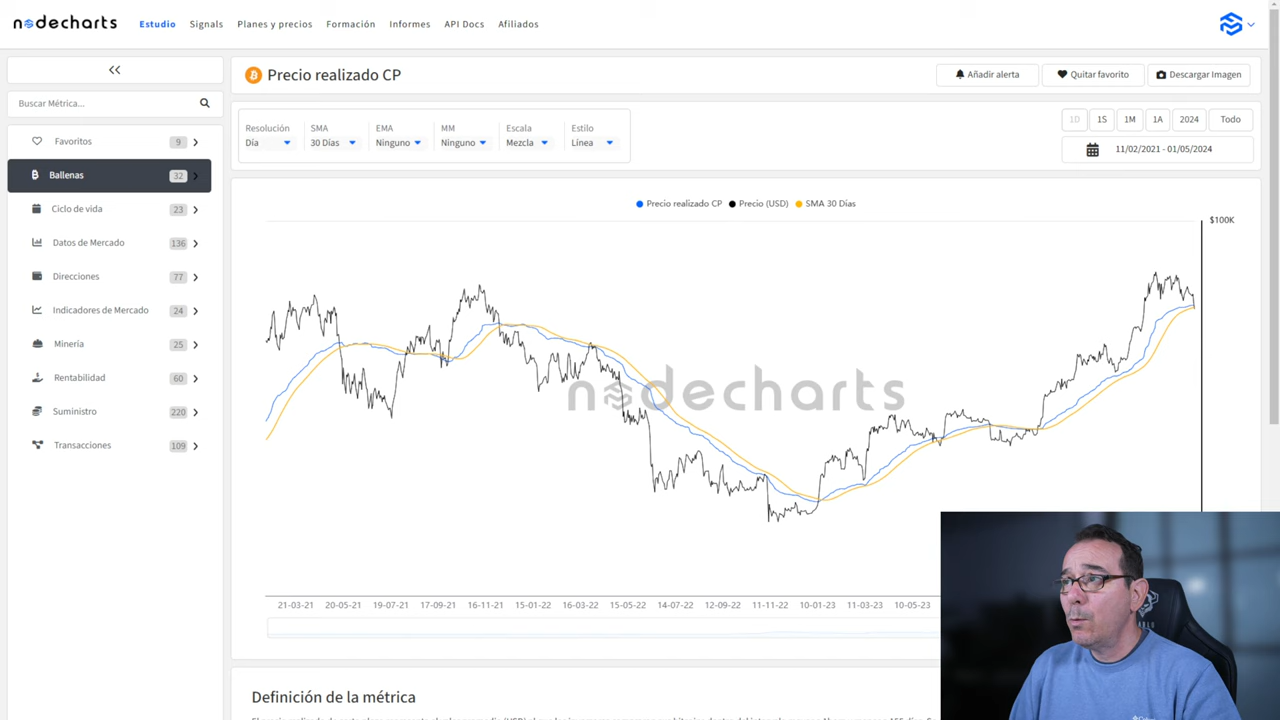 nodecharts
Estudio
Signals
Planes y precios
Formación
Informes
API Docs
Afiliados
Buscar Métrica...
Favoritos 9
Ballenas 32
Ciclo de vida 23
Datos de Mercado 136
Direcciones 77
Indicadores de Mercado 24
Minería 25
Rentabilidad 60
Suministro 220
Transacciones 109
Precio realizado CP
Añadir alerta
Quitar favorito
Descargar Imagen
Resolución SMA EMA MM Escala Estilo
Día 30 Días Ninguno Ninguno Mezcla Línea
1D 1S 1M 1A 2024 Todo
11/02/2021 - 01/05/2024
Precio realizado CP Precio (USD) SMA 30 Días
$100K
nodecharts
21-03-21 20-05-21 19-07-21 17-09-21 16-11-21 15-01-22 16-03-22 15-05-22 14-07-22 12-09-22 11-11-22 10-01-23 11-03-23 10-05-23
Definición de la métrica